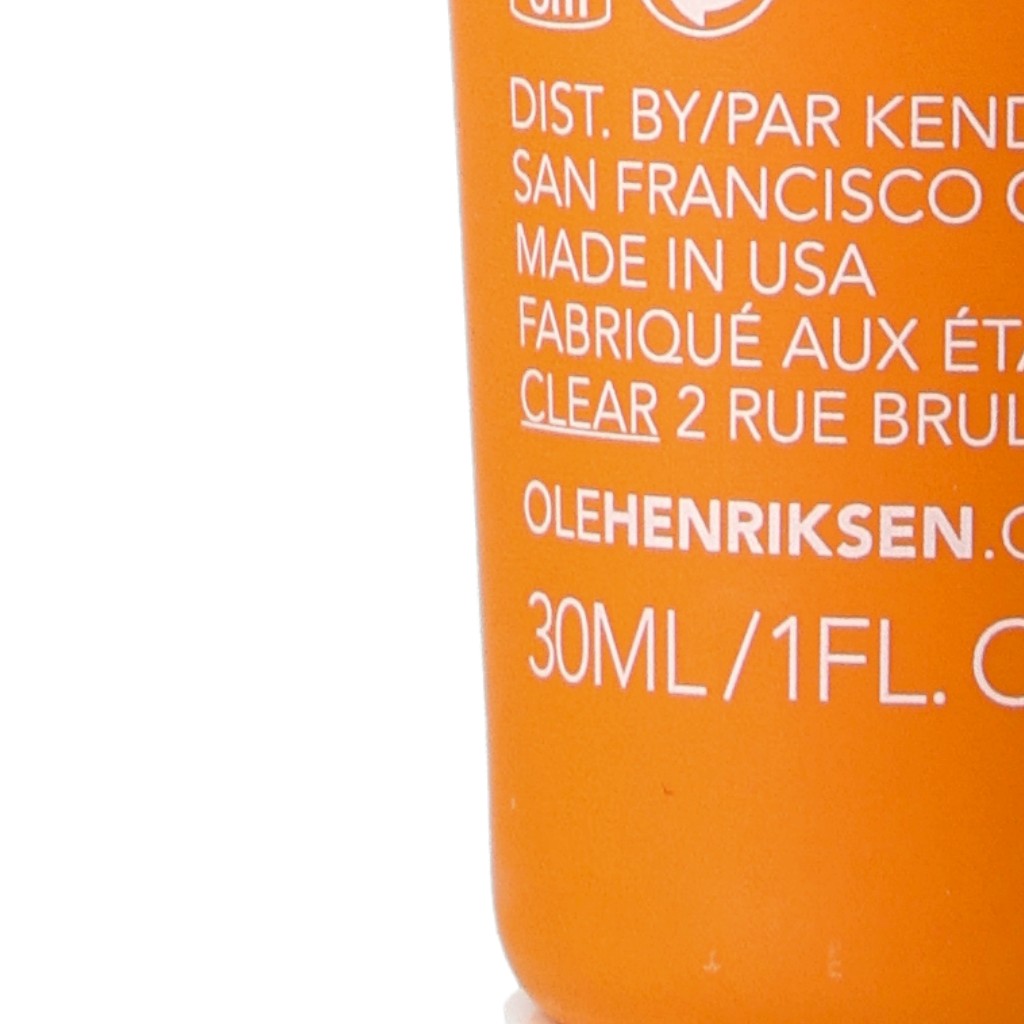 DIST. BY/PAR KEND
SAN FRANCISCO
MADE IN USA
FABRIQUÉ AUX ÉTA
CLEAR 2 RUE BRUL
OLEHENRIKSEN.
30ML / 1FL.